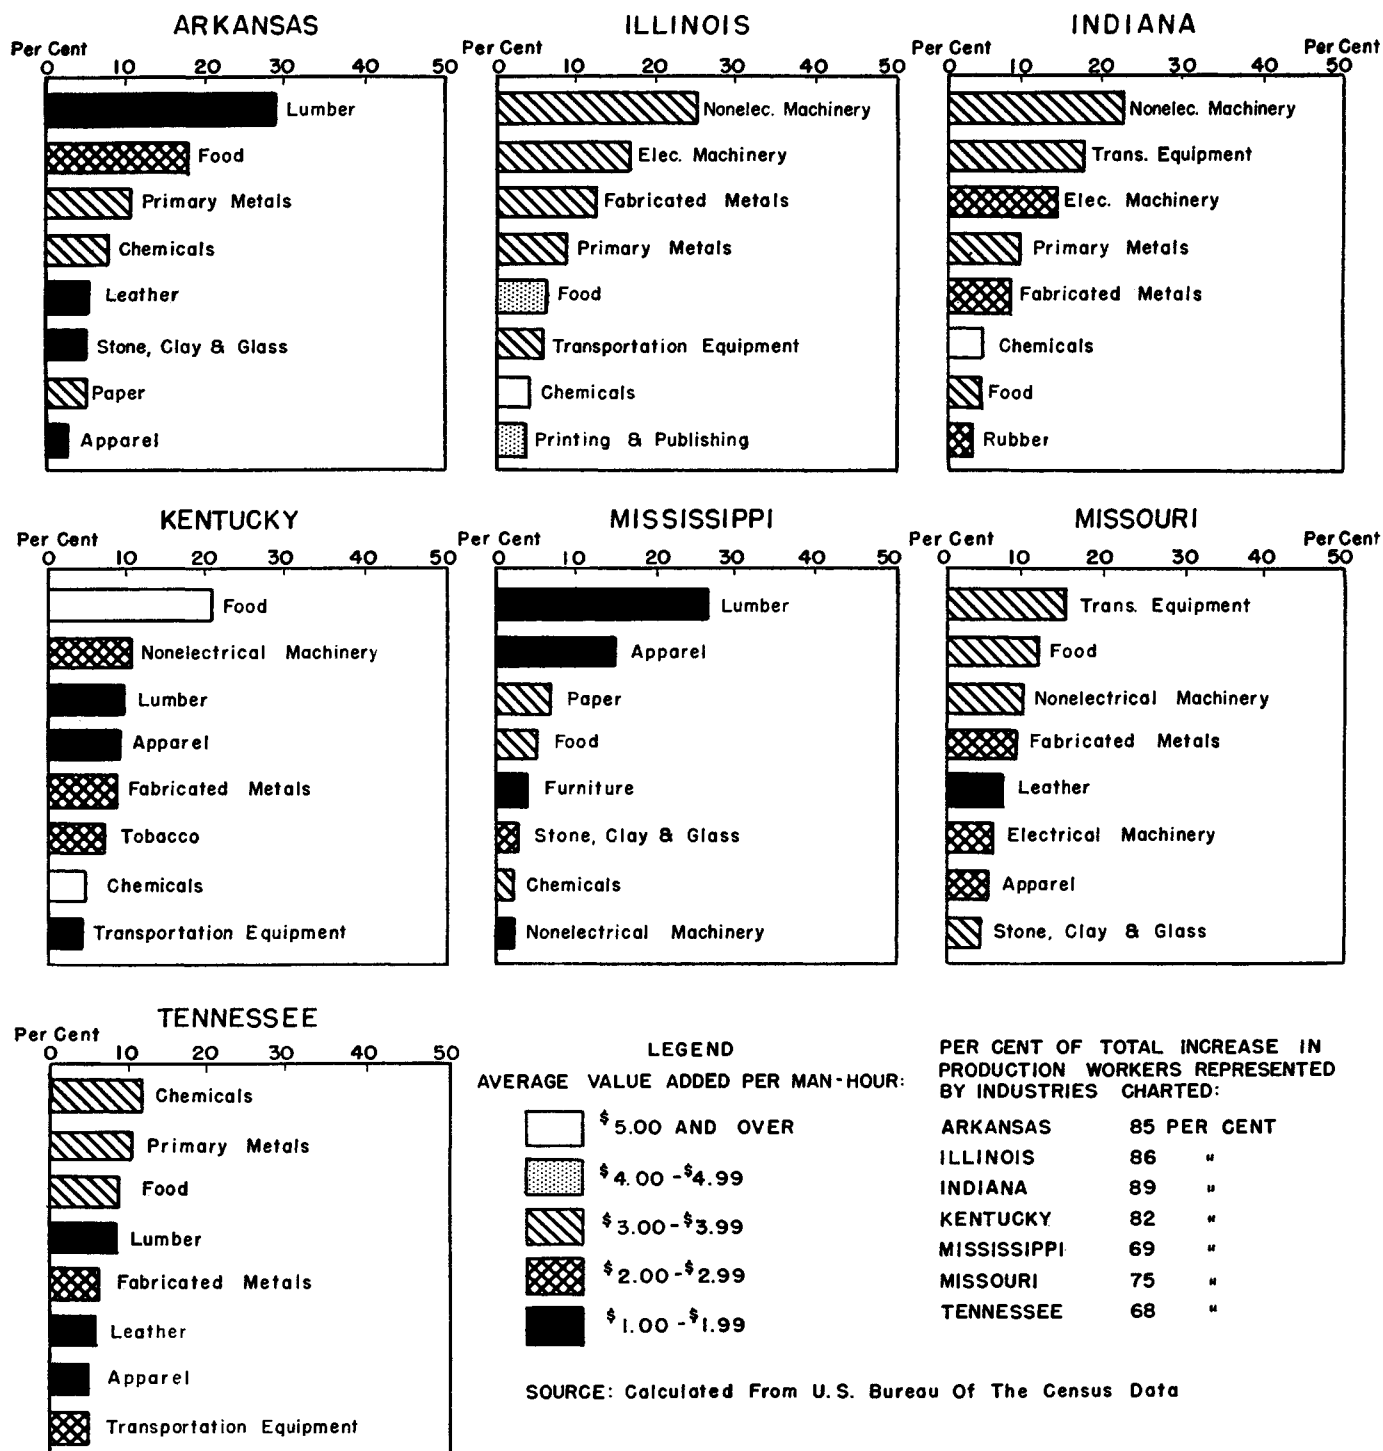 ARKANSAS
Per Cent
0 10 20 30 40 50
Lumber
Food
Primary Metals
Chemicals
Leather
Stone, Clay & Glass
Paper
Apparel
ILLINOIS
Per Cent
0 10 20 30 40 50
Nonelec. Machinery
Elec. Machinery
Fabricated Metals
Primary Metals
Food
Transportation Equipment
Chemicals
Printing & Publishing
INDIANA
Per Cent Per Cent
0 10 20 30 40 50
Nonelec. Machinery
Trans. Equipment
Elec. Machinery
Primary Metals
Fabricated Metals
Chemicals
Food
Rubber
KENTUCKY
Per Cent
0 10 20 30 40 50
Food
Nonelectrical Machinery
Lumber
Apparel
Fabricated Metals
Tobacco
Chemicals
Transportation Equipment
MISSISSIPPI
Per Cent
0 10 20 30 40 50
Lumber
Apparel
Paper
Food
Furniture
Stone, Clay & Glass
Chemicals
Nonelectrical Machinery
MISSOURI
Per Cent Per Cent
0 10 20 30 40 50
Trans. Equipment
Food
Nonelectrical Machinery
Fabricated Metals
Leather
Electrical Machinery
Apparel
Stone, Clay & Glass
TENNESSEE
Per Cent
0 10 20 30 40 50
Chemicals
Primary Metals
Food
Lumber
Fabricated Metals
Leather
Apparel
Transportation Equipment
LEGEND
AVERAGE VALUE ADDED PER MAN-HOUR:
$5.00 AND OVER
$4.00 - $4.99
$3.00 - $3.99
$2.00 - $2.99
$1.00 - $1.99
PER CENT OF TOTAL INCREASE IN
PRODUCTION WORKERS REPRESENTED
BY INDUSTRIES CHARTED:
ARKANSAS 85 PER CENT
ILLINOIS 86 "
INDIANA 89 "
KENTUCKY 82 "
MISSISSIPPI 69 "
MISSOURI 75 "
TENNESSEE 68 "
SOURCE: Calculated From U.S. Bureau Of The Census Data